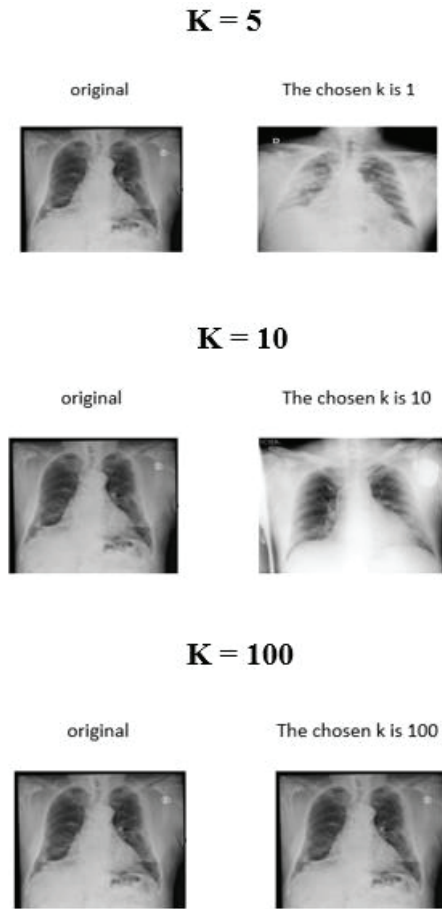 K = 5
original
The chosen k is 1
K = 10
original
The chosen k is 10
K = 100
original
The chosen k is 100